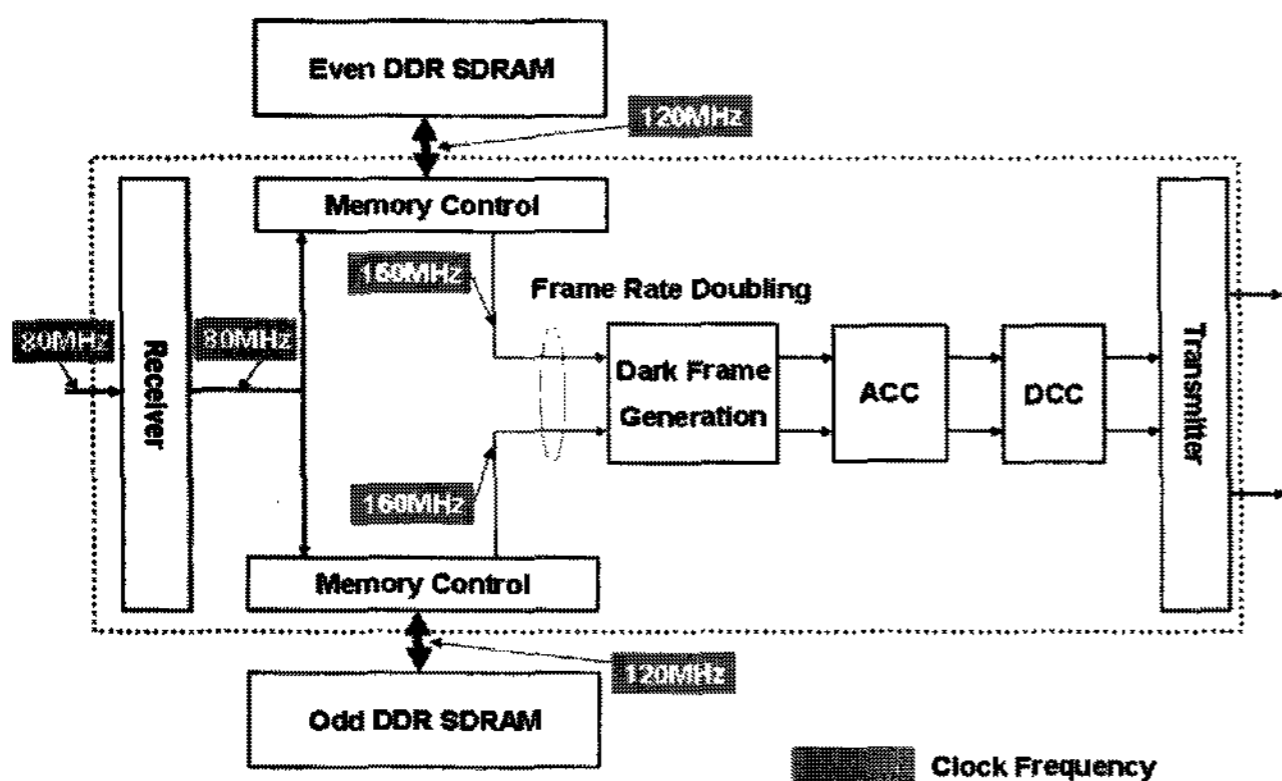 Even DDR SDRAM
120MHz
Memory Control
160MHz
Frame Rate Doubling
80MHz
80MHz
Receiver
Dark Frame
Generation
ACC
DCC
Transmitter
160MHz
Memory Control
120MHz
Odd DDR SDRAM
Clock Frequency